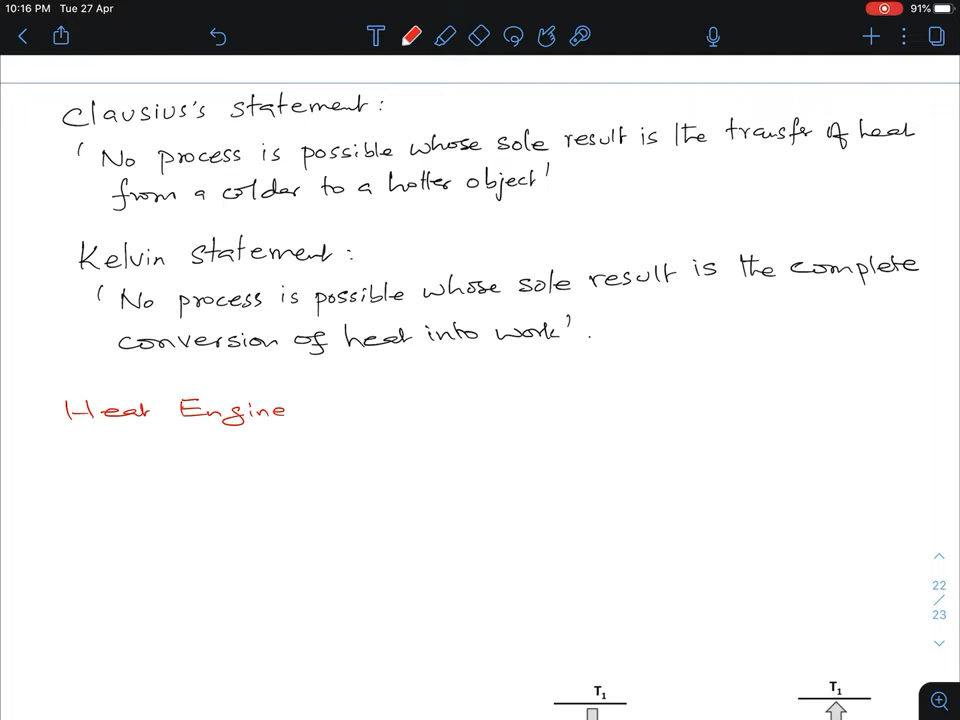 10:16 PM Tue 27 Apr
91%
Clausius's statement:
' No process is possible whose sole result is the transfer of heat
from a colder to a hotter object'
Kelvin statement:
' No process is possible whose sole result is the complete
conversion of heat into work'.
Heat Engine
22
/
23
T1
T1